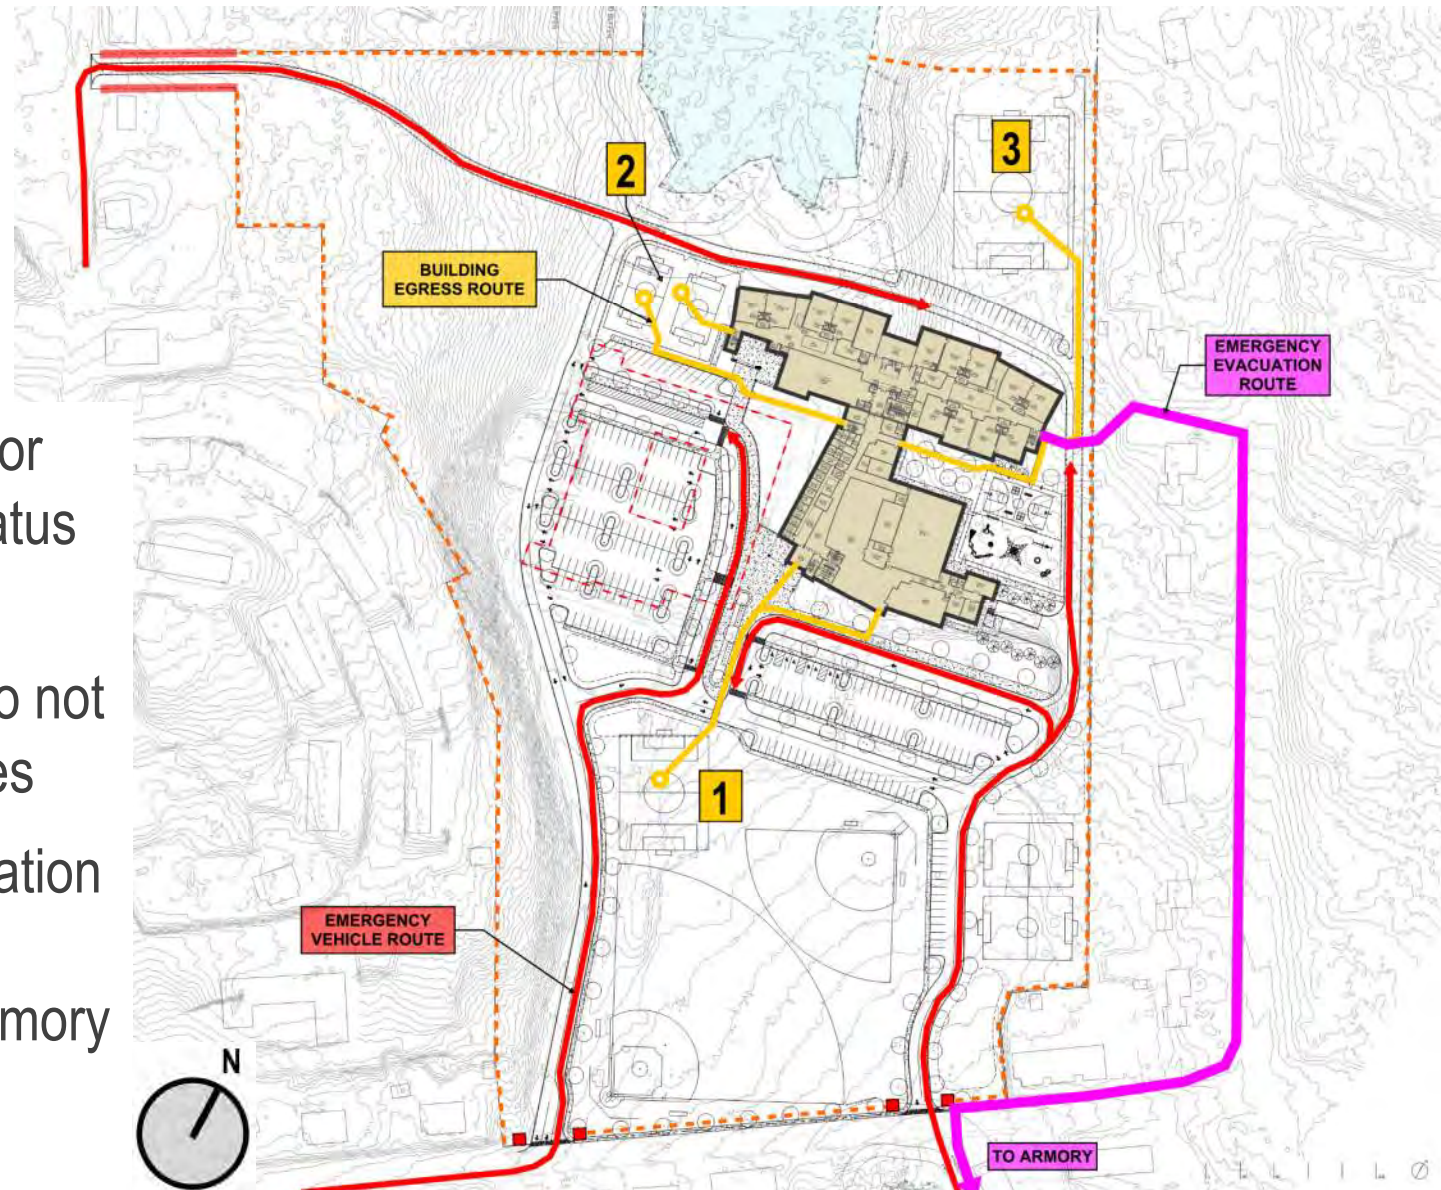 2
3
BUILDING
EGRESS ROUTE
EMERGENCY
EVACUATION
ROUTE
or
atus
o not
es
1
ation
EMERGENCY
VEHICLE ROUTE
mory
N
TO ARMORY